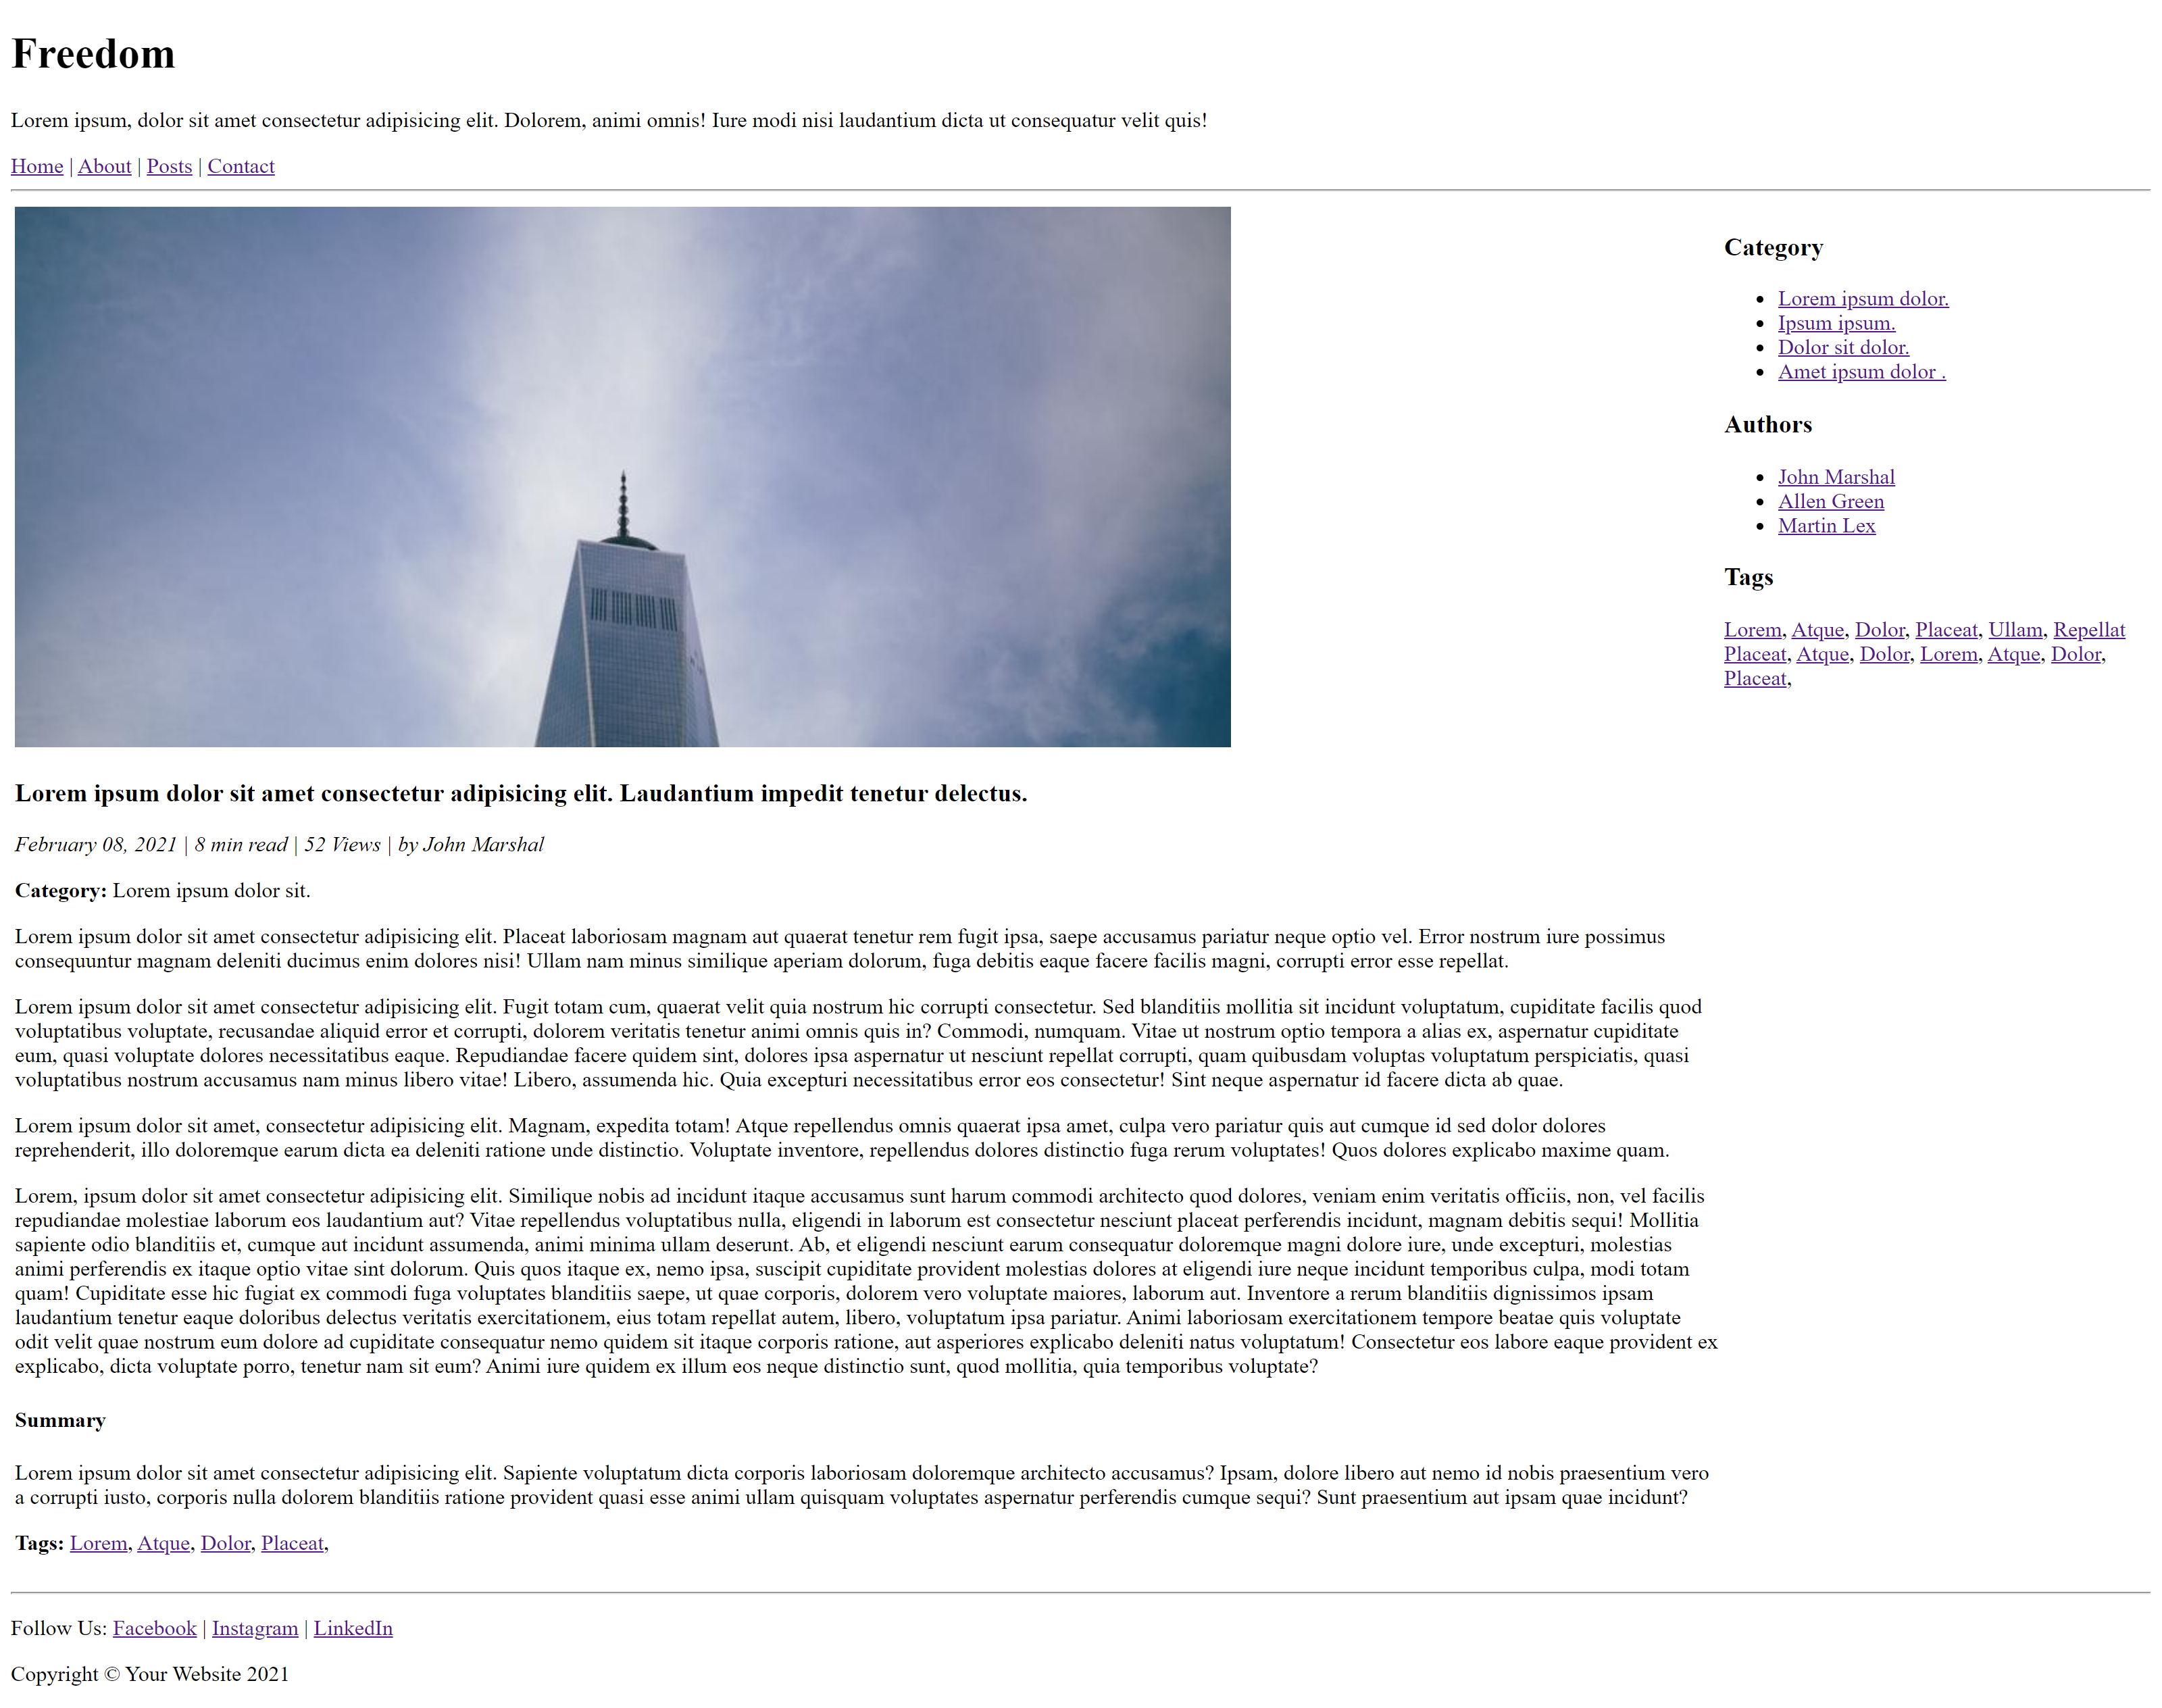 Freedom
Lorem ipsum, dolor sit amet consectetur adipisicing elit. Dolorem, animi omnis! Iure modi nisi laudantium dicta ut consequatur velit quis!
Home | About | Posts | Contact
Lorem ipsum dolor sit amet consectetur adipisicing elit. Laudantium impedit tenetur delectus.
February 08, 2021 | 8 min read | 52 Views | by John Marshal
Category: Lorem ipsum dolor sit.
Lorem ipsum dolor sit amet consectetur adipisicing elit. Placeat laboriosam magnam aut quaerat tenetur rem fugit ipsa, saepe accusamus pariatur neque optio vel. Error nostrum iure possimus
consequuntur magnam deleniti ducimus enim dolores nisi! Ullam nam minus similique aperiam dolorum, fuga debitis eaque facere facilis magni, corrupti error esse repellat.
Lorem ipsum dolor sit amet consectetur adipisicing elit. Fugit totam cum, quaerat velit quia nostrum hic corrupti consectetur. Sed blanditiis mollitia sit incidunt voluptatum, cupiditate facilis quod
voluptatibus voluptate, recusandae aliquid error et corrupti, dolorem veritatis tenetur animi omnis quis in? Commodi, numquam. Vitae ut nostrum optio tempora a alias ex, aspernatur cupiditate
eum, quasi voluptate dolores necessitatibus eaque. Repudiandae facere quidem sint, dolores ipsa aspernatur ut nesciunt repellat corrupti, quam quibusdam voluptas voluptatum perspiciatis, quasi
voluptatibus nostrum accusamus nam minus libero vitae! Libero, assumenda hic. Quia excepturi necessitatibus error eos consectetur! Sint neque aspernatur id facere dicta ab quae.
Lorem ipsum dolor sit amet, consectetur adipisicing elit. Magnam, expedita totam! Atque repellendus omnis quaerat ipsa amet, culpa vero pariatur quis aut cumque id sed dolor dolores
reprehenderit, illo doloremque earum dicta ea deleniti ratione unde distinctio. Voluptate inventore, repellendus dolores distinctio fuga rerum voluptates! Quos dolores explicabo maxime quam.
Lorem, ipsum dolor sit amet consectetur adipisicing elit. Similique nobis ad incidunt itaque accusamus sunt harum commodi architecto quod dolores, veniam enim veritatis officiis, non, vel facilis
repudiandae molestiae laborum eos laudantium aut? Vitae repellendus voluptatibus nulla, eligendi in laborum est consectetur nesciunt placeat perferendis incidunt, magnam debitis sequi! Mollitia
sapiente odio blanditiis et, cumque aut incidunt assumenda, animi minima ullam deserunt. Ab, et eligendi nesciunt earum consequatur doloremque magni dolore iure, unde excepturi, molestias
animi perferendis ex itaque optio vitae sint dolorum. Quis quos itaque ex, nemo ipsa, suscipit cupiditate provident molestias dolores at eligendi iure neque incidunt temporibus culpa, modi totam
quam! Cupiditate esse hic fugiat ex commodi fuga voluptates blanditiis saepe, ut quae corporis, dolorem vero voluptate maiores, laborum aut. Inventore a rerum blanditiis dignissimos ipsam
laudantium tenetur eaque doloribus delectus veritatis exercitationem, eius totam repellat autem, libero, voluptatum ipsa pariatur. Animi laboriosam exercitationem tempore beatae quis voluptate
odit velit quae nostrum eum dolore ad cupiditate consequatur nemo quidem sit itaque corporis ratione, aut asperiores explicabo deleniti natus voluptatum! Consectetur eos labore eaque provident ex
explicabo, dicta voluptate porro, tenetur nam sit eum? Animi iure quidem ex illum eos neque distinctio sunt, quod mollitia, quia temporibus voluptate?
Summary
Lorem ipsum dolor sit amet consectetur adipisicing elit. Sapiente voluptatum dicta corporis laboriosam doloremque architecto accusamus? Ipsam, dolore libero aut nemo id nobis praesentium vero
a corrupti iusto, corporis nulla dolorem blanditiis ratione provident quasi esse animi ullam quisquam voluptates aspernatur perferendis cumque sequi? Sunt praesentium aut ipsam quae incidunt?
Tags: Lorem, Atque, Dolor, Placeat,
Category
Lorem ipsum dolor.
Ipsum ipsum.
Dolor sit dolor.
Amet ipsum dolor .
Authors
John Marshal
Allen Green
Martin Lex
Tags
Lorem, Atque, Dolor, Placeat, Ullam, Repellat
Placeat, Atque, Dolor, Lorem, Atque, Dolor,
Placeat,
Follow Us: Facebook | Instagram | LinkedIn
Copyright © Your Website 2021